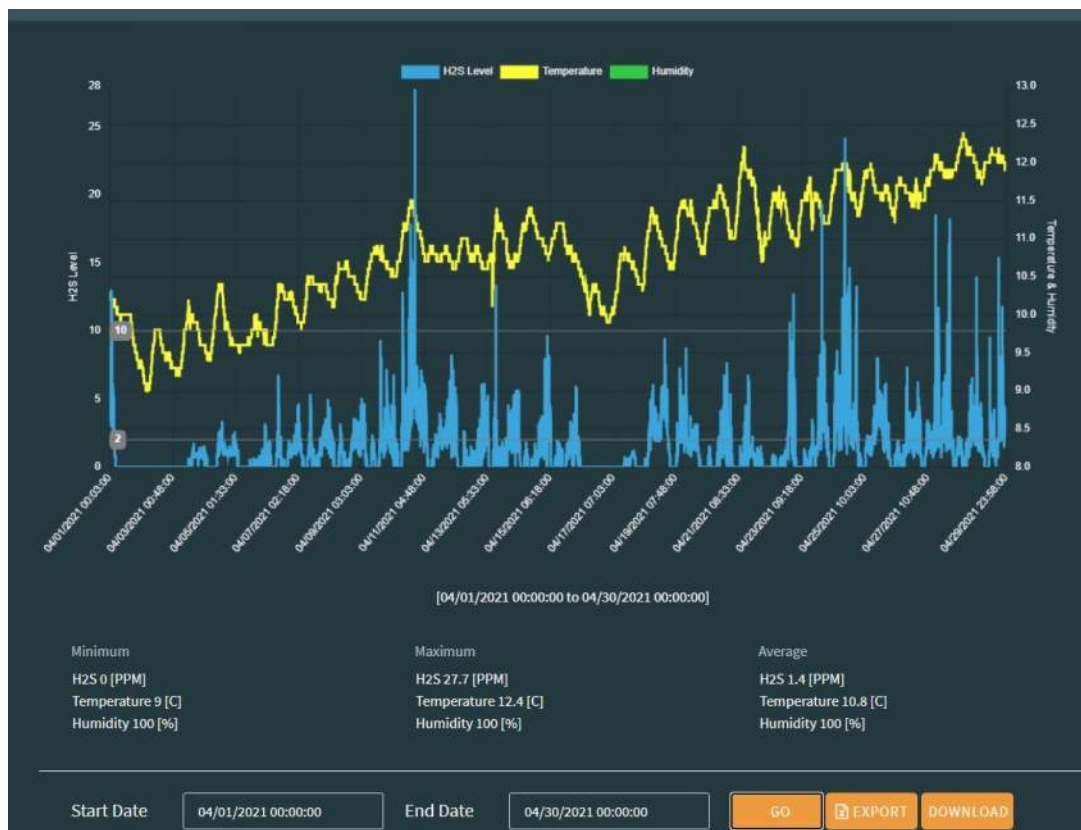 H2S Level Temperature Humidity
28
25
20
15
10
5
0
H2S Level
10
2
13.0
12.5
12.0
11.5
11.0
10.5
10.0
9.5
9.0
8.5
8.0
Temperature & Humidity
04/01/2021 00:03:00
04/03/2021 00:48:00
04/05/2021 01:33:00
04/07/2021 02:18:00
04/09/2021 03:03:00
04/11/2021 04:48:00
04/13/2021 05:33:00
04/15/2021 06:18:00
04/17/2021 07:03:00
04/19/2021 07:48:00
04/21/2021 08:33:00
04/23/2021 09:18:00
04/25/2021 10:03:00
04/27/2021 10:48:00
04/29/2021 23:58:00
[04/01/2021 00:00:00 to 04/30/2021 00:00:00]
Minimum
H2S 0 [PPM]
Temperature 9 [C]
Humidity 100 [%]
Maximum
H2S 27.7 [PPM]
Temperature 12.4 [C]
Humidity 100 [%]
Average
H2S 1.4 [PPM]
Temperature 10.8 [C]
Humidity 100 [%]
Start Date 04/01/2021 00:00:00 End Date 04/30/2021 00:00:00 GO EXPORT DOWNLOAD